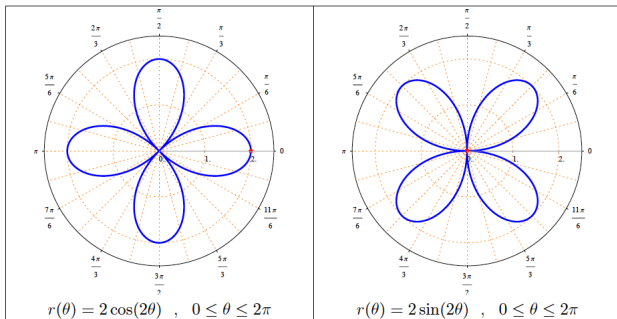 π/2
2π/3
π/3
5π/6
π/6
π
0
0.
1.
2.
7π/6
11π/6
4π/3
5π/3
3π/2
r(θ) = 2 cos(2θ) , 0 ≤ θ ≤ 2π
π/2
2π/3
π/3
5π/6
π/6
π
0
0.
1.
2.
7π/6
11π/6
4π/3
5π/3
3π/2
r(θ) = 2 sin(2θ) , 0 ≤ θ ≤ 2π